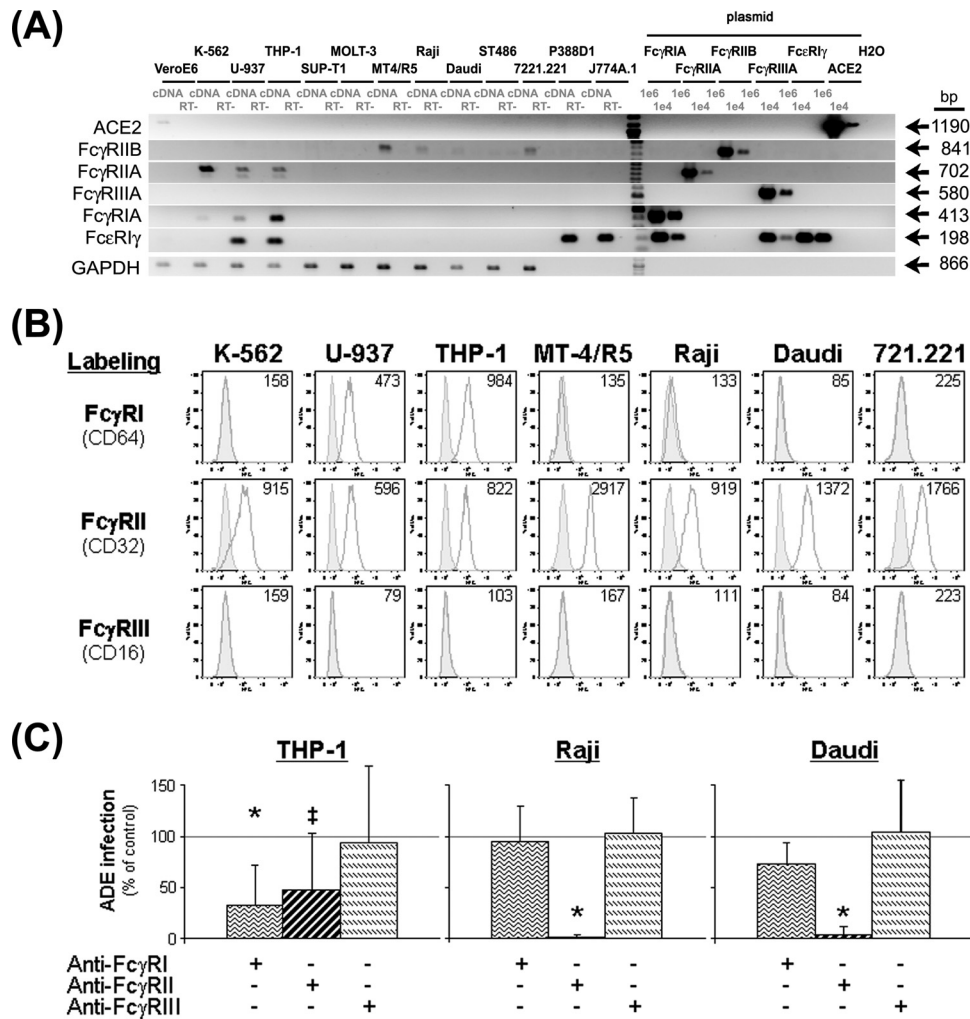 (A)
plasmid
K-562 THP-1 MOLT-3 Raji ST486 P388D1 FcγRIA FcγRIIB FcεRIγ H2O
VeroE6 U-937 SUP-T1 MT4/R5 Daudi 7221.221 J774A.1 FcγRIIA FcγRIIIA ACE2
cDNA cDNA cDNA cDNA cDNA cDNA cDNA cDNA cDNA cDNA cDNA cDNA 1e6 1e6 1e6 1e6 1e6 1e6
RT- RT- RT- RT- RT- RT- RT- RT- RT- RT- RT- RT- 1e4 1e4 1e4 1e4 1e4 bp
ACE2 1190
FcγRIIB 841
FcγRIIA 702
FcγRIIIA 580
FcγRIA 413
FcεRIγ 198
GAPDH 866
(B)
Labeling K-562 U-937 THP-1 MT-4/R5 Raji Daudi 721.221
FcγRI 158 473 984 135 133 85 225
(CD64)
FcγRII 915 596 822 2917 919 1372 1766
(CD32)
FcγRIII 159 79 103 167 111 84 223
(CD16)
(C)
THP-1 Raji Daudi
ADE infection
(% of control)
150
100
50
0
* ‡ * *
Anti-FcγRI + - - + - - + - -
Anti-FcγRII - + - - + - - + -
Anti-FcγRIII - - + - - + - - +